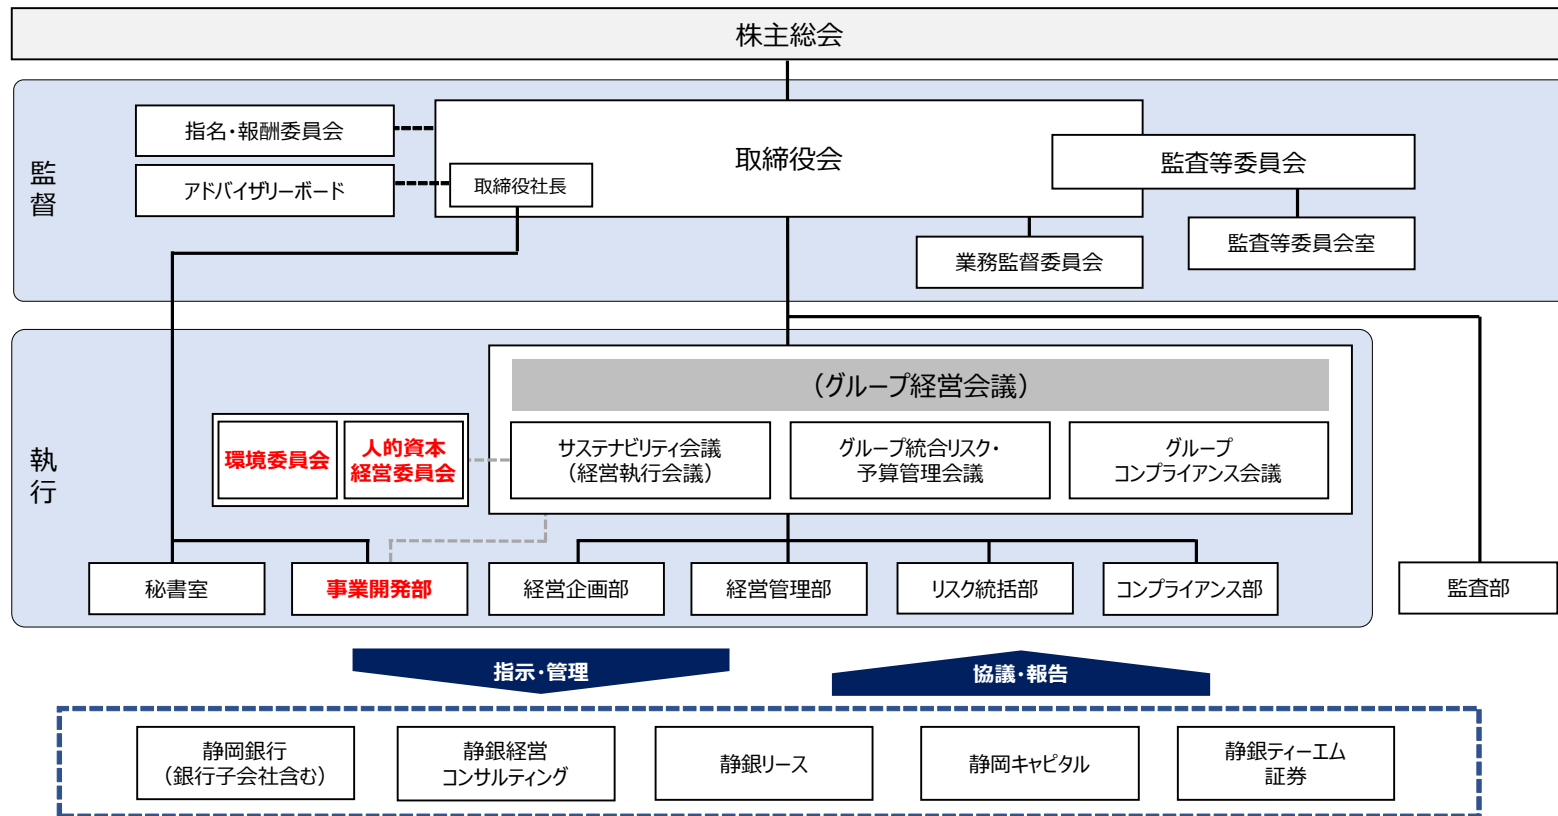 株主総会
監督
指名・報酬委員会
アドバイザリーボード
取締役会
取締役社長
監査等委員会
監査等委員会室
業務監督委員会
執行
(グループ経営会議)
環境委員会
人的資本
経営委員会
サステナビリティ会議
(経営執行会議)
グループ統合リスク・
予算管理会議
グループ
コンプライアンス会議
秘書室
事業開発部
経営企画部
経営管理部
リスク統括部
コンプライアンス部
監査部
指示・管理
協議・報告
静岡銀行
(銀行子会社含む)
静銀経営
コンサルティング
静銀リース
静岡キャピタル
静銀ティーエム
証券